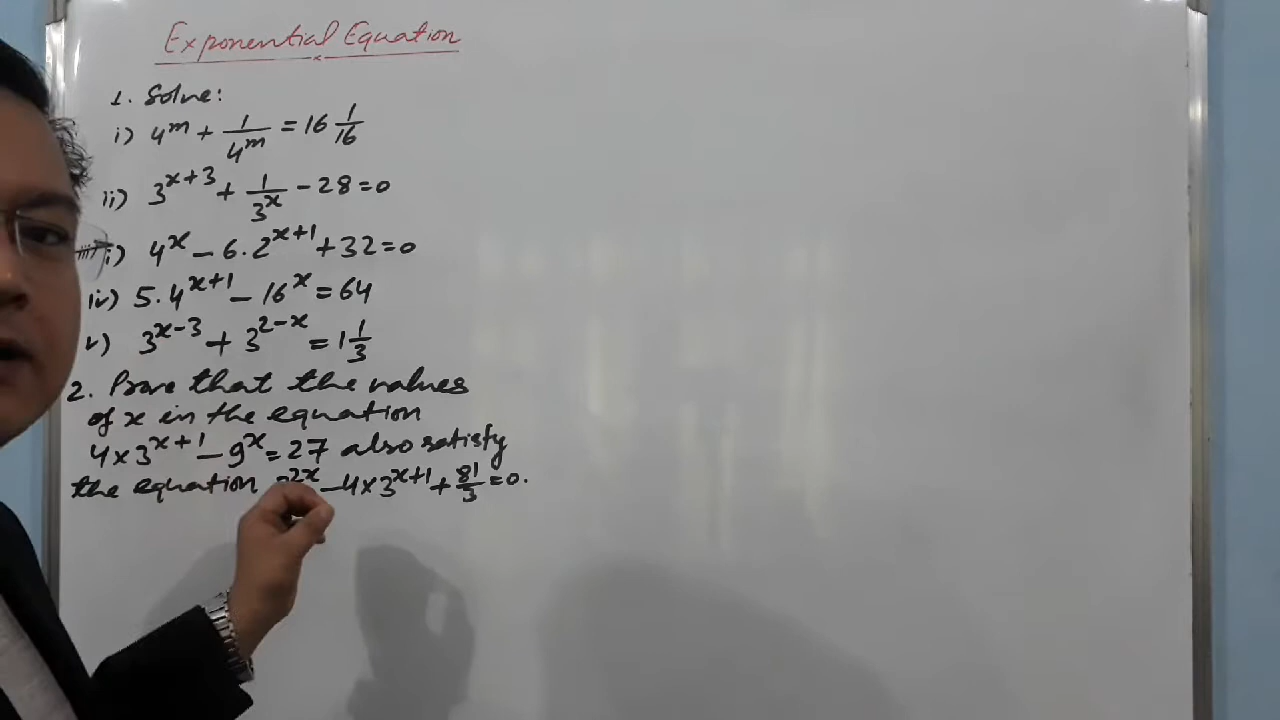 Exponential Equation
1. Solve:
i) 4^m + 1/4^m = 16 1/16
ii) 3^(x+3) + 1/3^x - 28 = 0
iii) 4^x - 6.2^(x+1) + 32 = 0
iv) 5.4^(x+1) - 16^x = 64
v) 3^(x-3) + 3^(2-x) = 1 1/3
2. Prove that the values
of x in the equation
4×3^(x+1) - 9^x = 27 also satisfy
the equation ^(2x) - 4×3^(x+1) + 81/3 = 0.